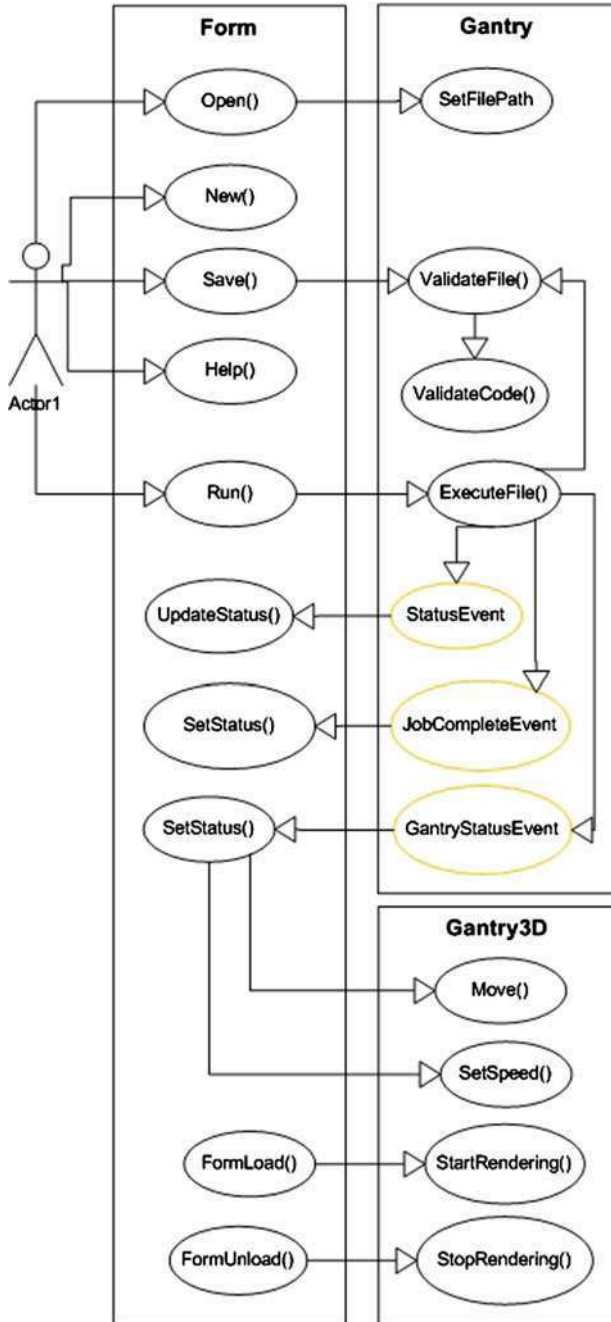 Form
Gantry
Open()
SetFilePath
New()
Save()
ValidateFile()
Help()
ValidateCode()
Actor1
Run()
ExecuteFile()
UpdateStatus()
StatusEvent
SetStatus()
JobCompleteEvent
SetStatus()
GantryStatusEvent
Gantry3D
Move()
SetSpeed()
FormLoad()
StartRendering()
FormUnload()
StopRendering()